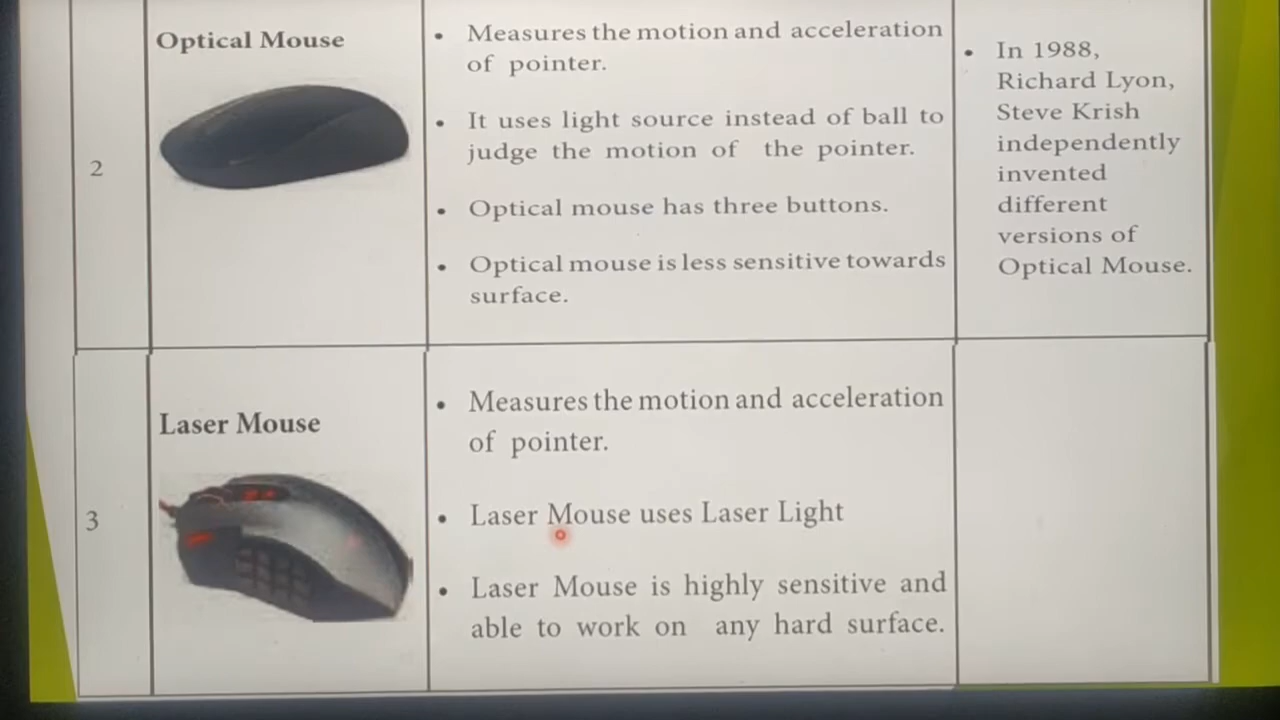 2
Optical Mouse
• Measures the motion and acceleration
of pointer.
• It uses light source instead of ball to
judge the motion of the pointer.
• Optical mouse has three buttons.
• Optical mouse is less sensitive towards
surface.
• In 1988,
Richard Lyon,
Steve Krish
independently
invented
different
versions of
Optical Mouse.
3
Laser Mouse
• Measures the motion and acceleration
of pointer.
• Laser Mouse uses Laser Light
• Laser Mouse is highly sensitive and
able to work on any hard surface.